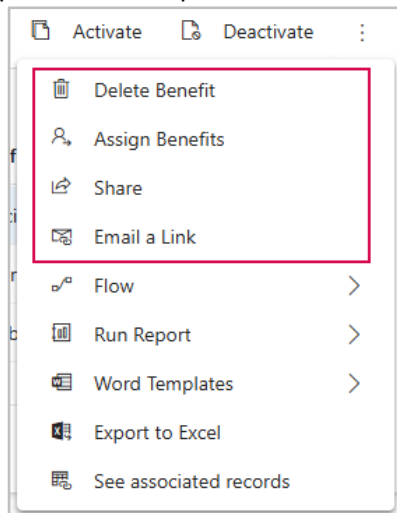 Activate Deactivate
Delete Benefit
Assign Benefits
Share
Email a Link
Flow
Run Report
Word Templates
Export to Excel
See associated records